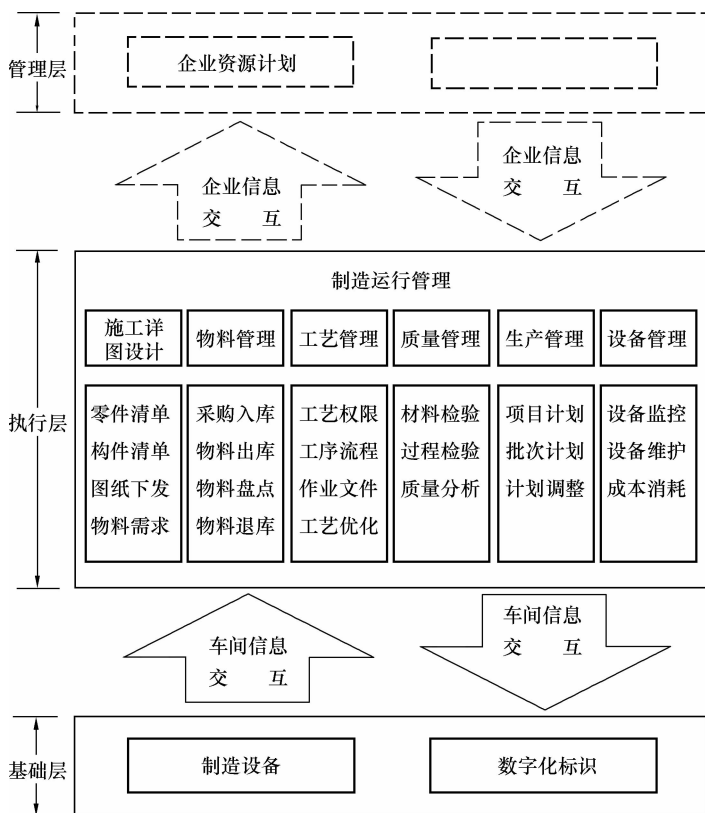 管理层
企业资源计划
企业信息
交 互
企业信息
交 互
执行层
制造运行管理
施工详
图设计
物料管理
工艺管理
质量管理
生产管理
设备管理
零件清单
构件清单
图纸下发
物料需求
采购入库
物料出库
物料盘点
物料退库
工艺权限
工序流程
作业文件
工艺优化
材料检验
过程检验
质量分析
项目计划
批次计划
计划调整
设备监控
设备维护
成本消耗
车间信息
交 互
车间信息
交 互
基础层
制造设备
数字化标识